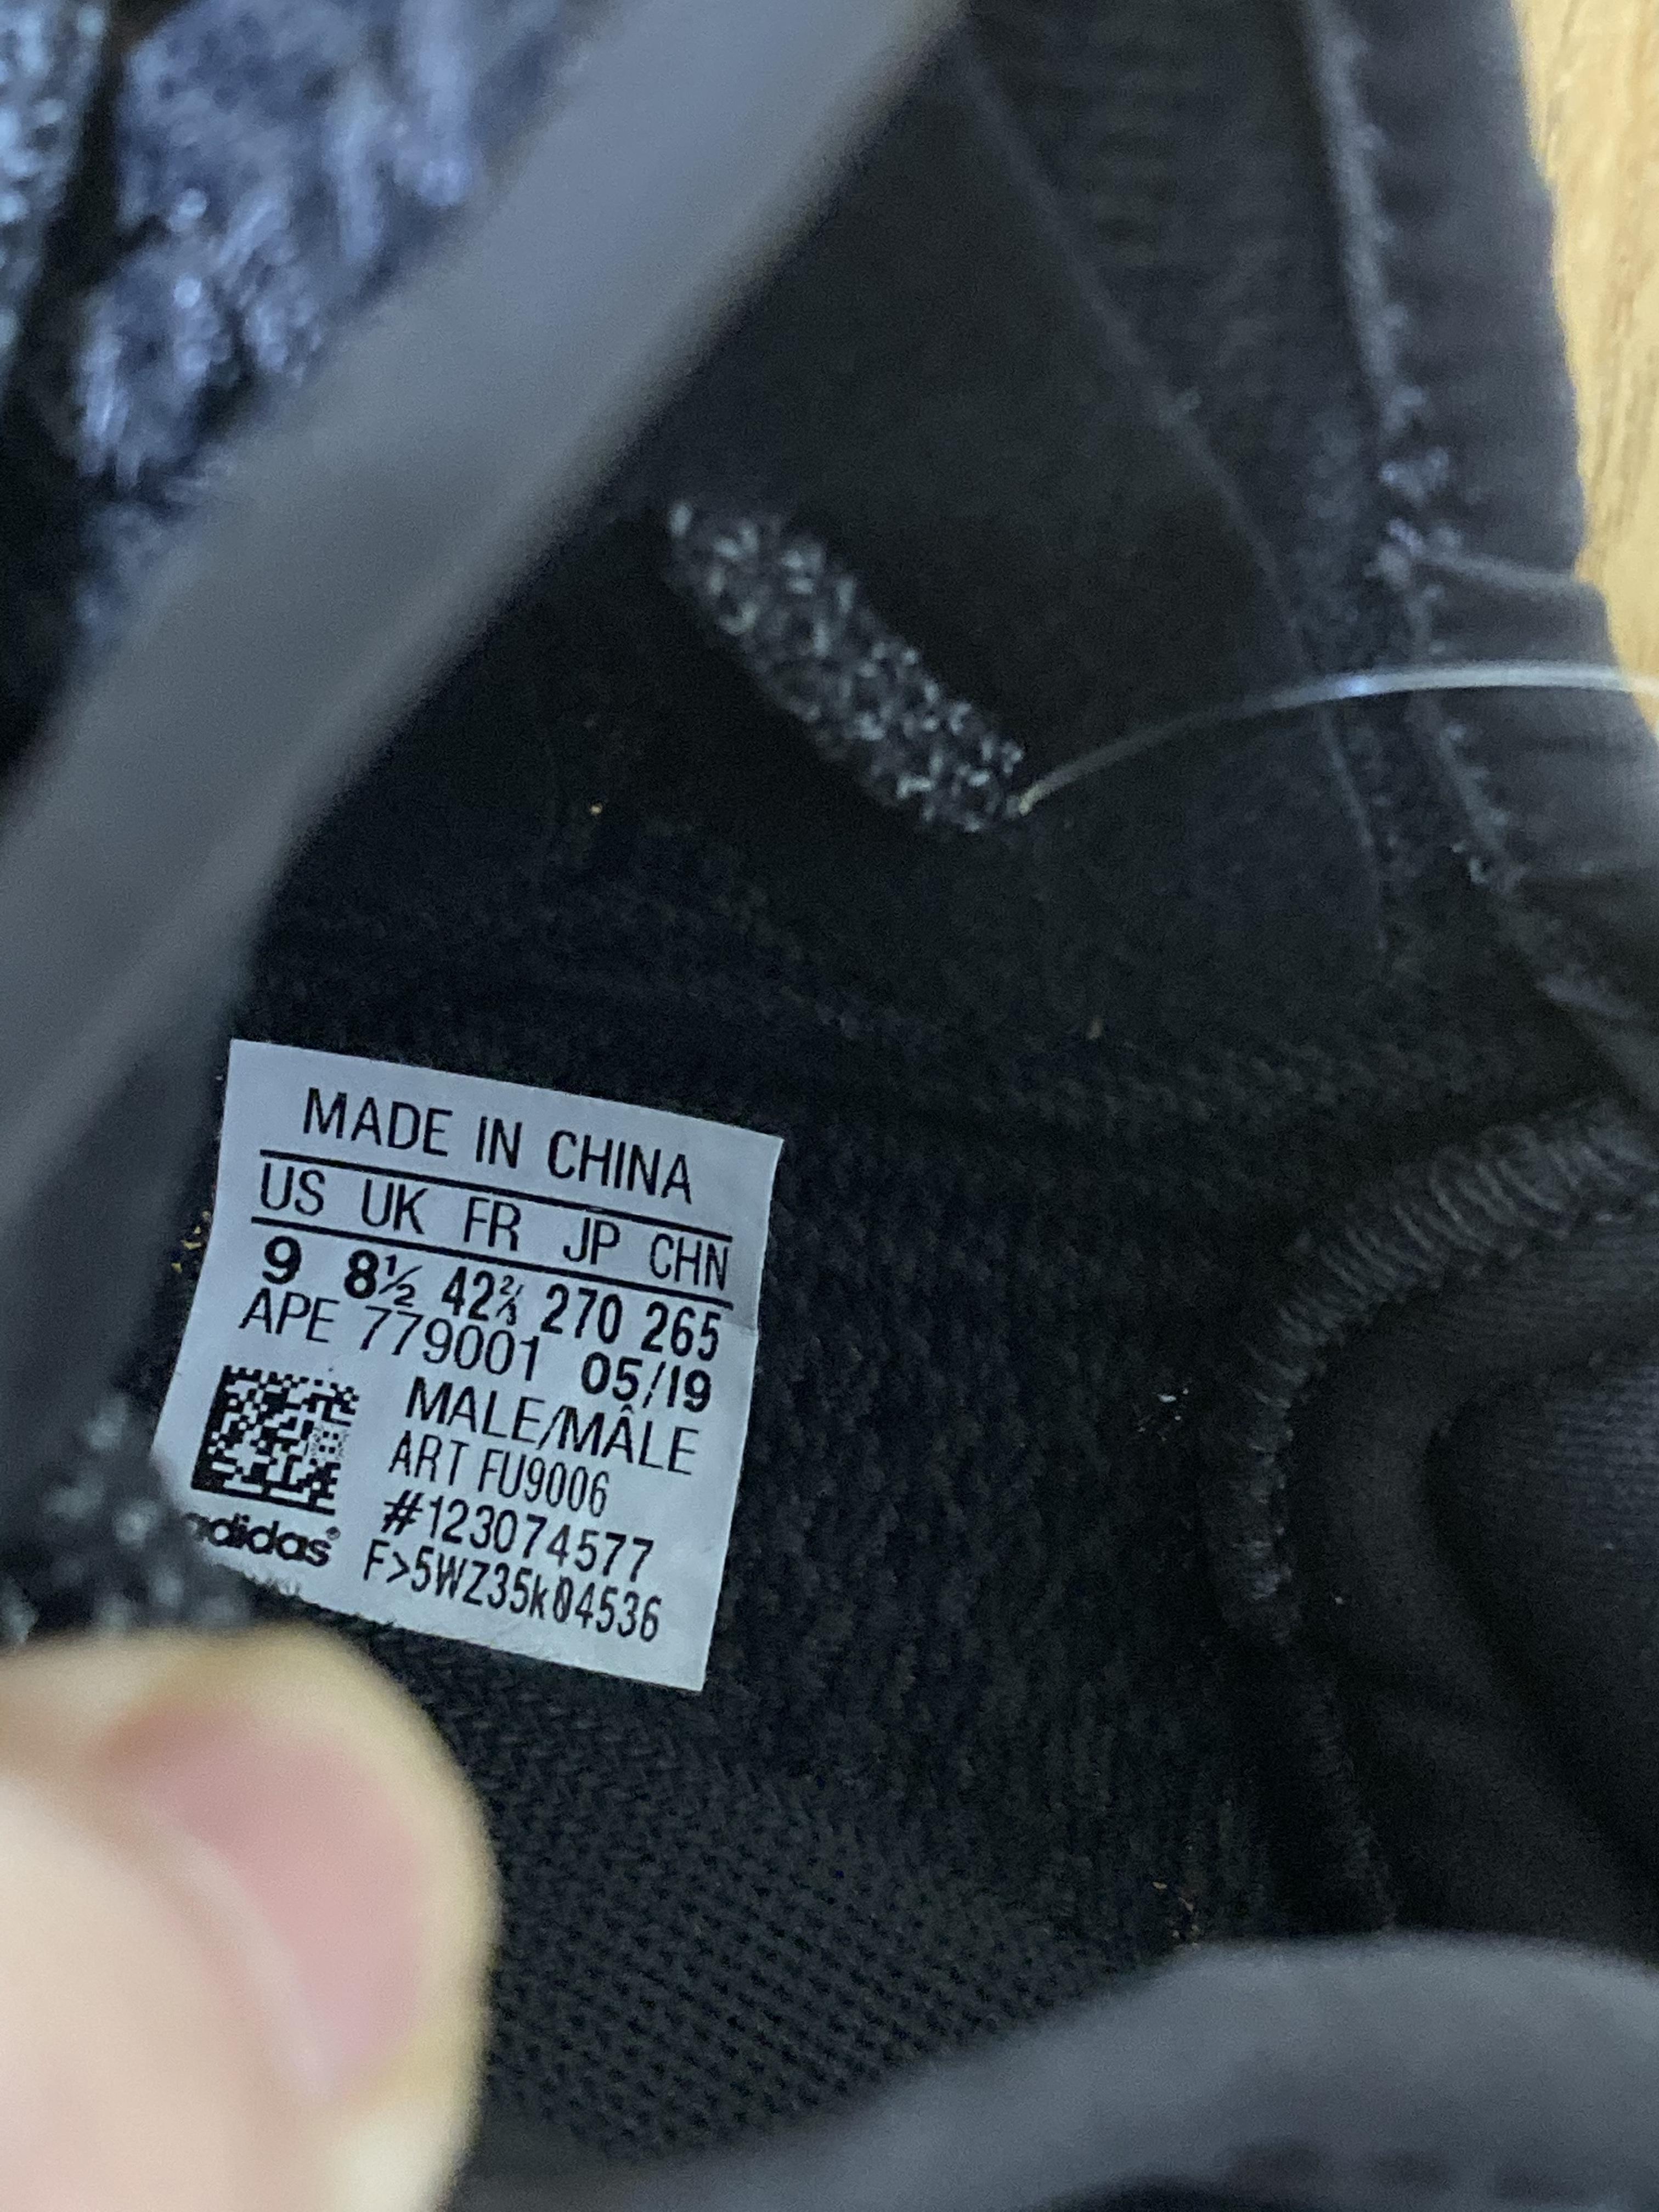 MADE IN CHINA
US UK FR JP CHN
9 8½ 42⅔ 270 265
APE 779001 05/19
MALE/MÂLE
ART FU9006
#123074577
F>5WZ35k04536
adidas®